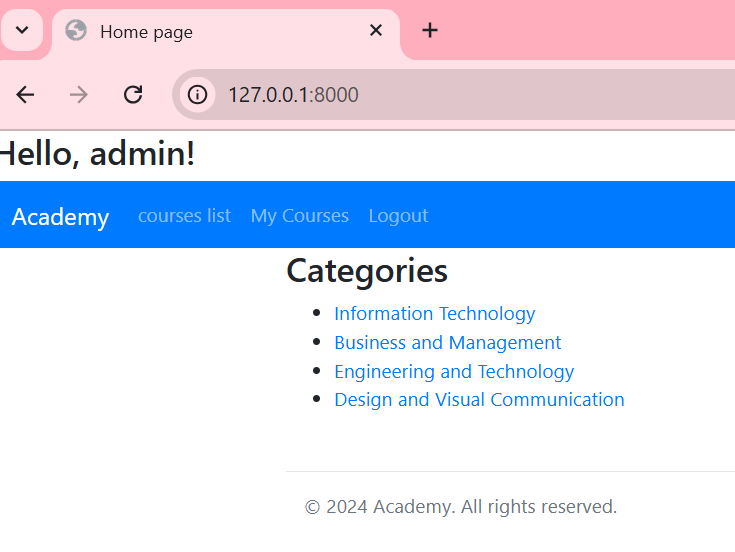 Home page
127.0.0.1:8000
Hello, admin!
Academy courses list My Courses Logout
Categories
Information Technology
Business and Management
Engineering and Technology
Design and Visual Communication
© 2024 Academy. All rights reserved.